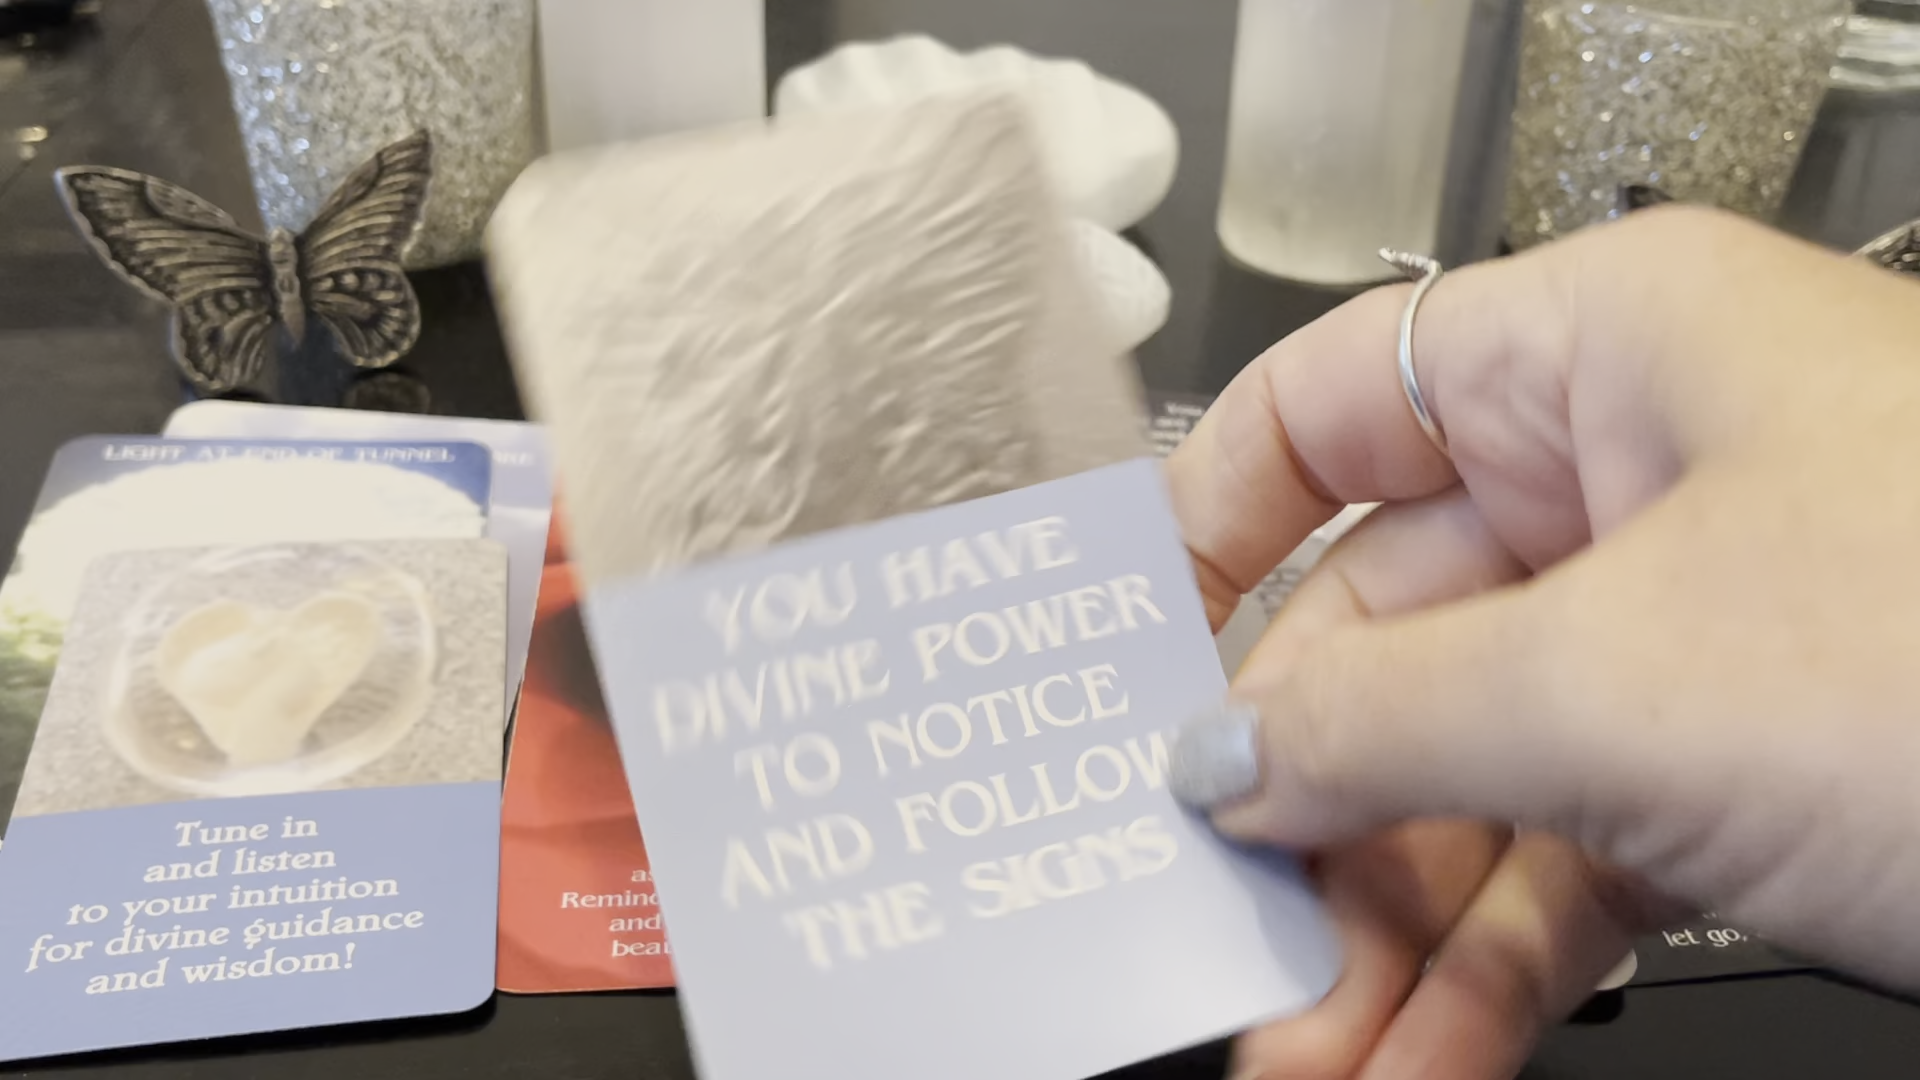 LIGHT AT END OF TUNNEL
Tune in
and listen
to your intuition
for divine guidance
and wisdom!
and
YOU HAVE
DIVINE POWER
TO NOTICE
AND FOLLOW
THE SIGNS
let go,